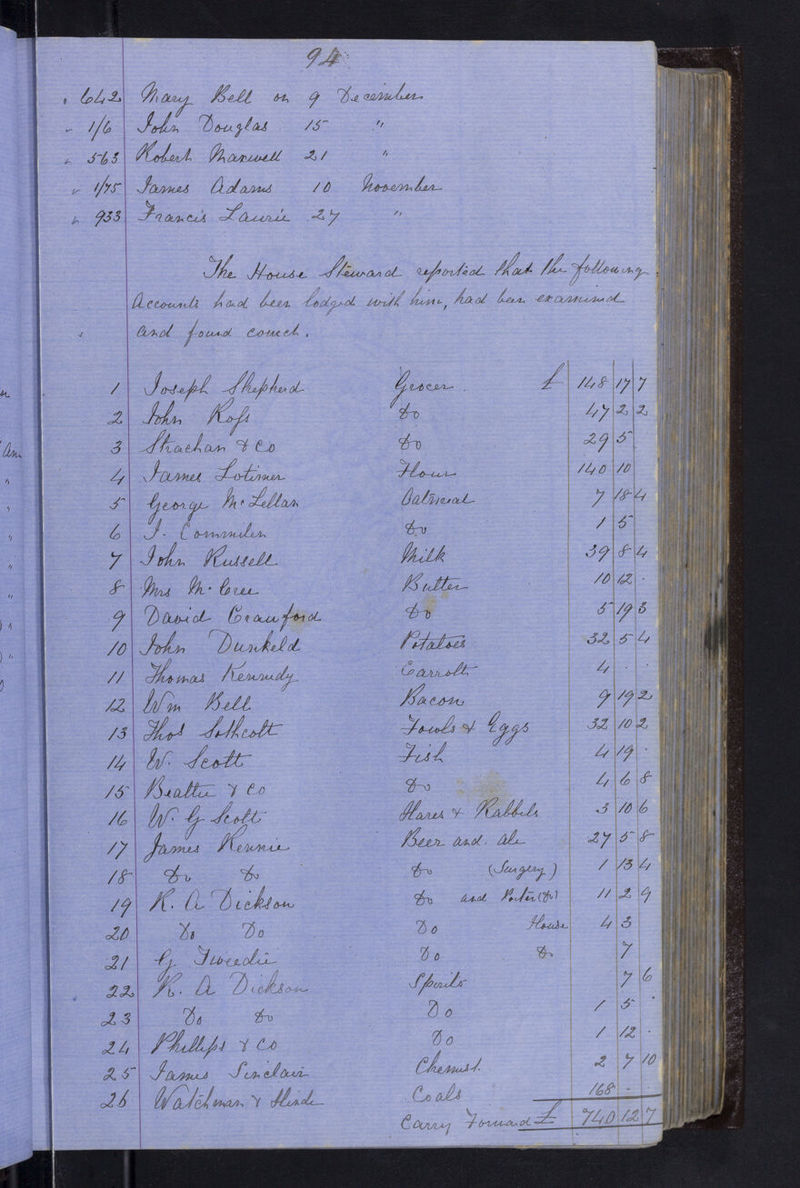 94
" 642 Mary Bell on 9 December
" 1/6 John Douglas 15 "
" 563 Robert Maxwell 21 "
" 1/75 James Adams 10 November
" 933 Francis Laurie 27 "
The House Steward reported that the following
Accounts had been lodged with him, had been examined
and found correct.
1 Joseph Shepherd Grocer £ 148 17 7
2 John Ross Do 47 2 2
3 Strachan & Co Do 29 5
4 James Lotimer Flour 140 10
5 George McLellan Oatmeal 7 18 4
6 J. Do 1 5
7 John Russell Milk 39 8 4
8 Mrs McCree Butter 10 12 .
9 David Crawford Do 5 19 3
10 John Dunkeld Potatoes 32 5 4
11 Thomas Kennedy Carrotts 4 . .
12 Wm Bell Bacon 9 19 2
13 Thos Sothcott Fowls & Eggs 32 10 2
14 W. Scott Fish 4 19 .
15 Beattie & Co Do 4 6 8
16 W. G Scott Hares & Rabbits 3 10 6
17 James Rennie Beer and ale 27 5 8
18 Do Do Do (Surgery) 1 13 4
19 R. A Dickson Do and Porter (Do) 11 2 9
20 Do Do Do House 4 3
21 G Tweedie Do Do 7
22 R. A Dickson Spirits 7 6
23 Do Do Do 1 5 .
24 Phillips & Co Do 1 12 .
25 James Sinclair Chemist 2 7 10
26 Watchman & Coals 168 . .
Carry Forward £ 740 12 7